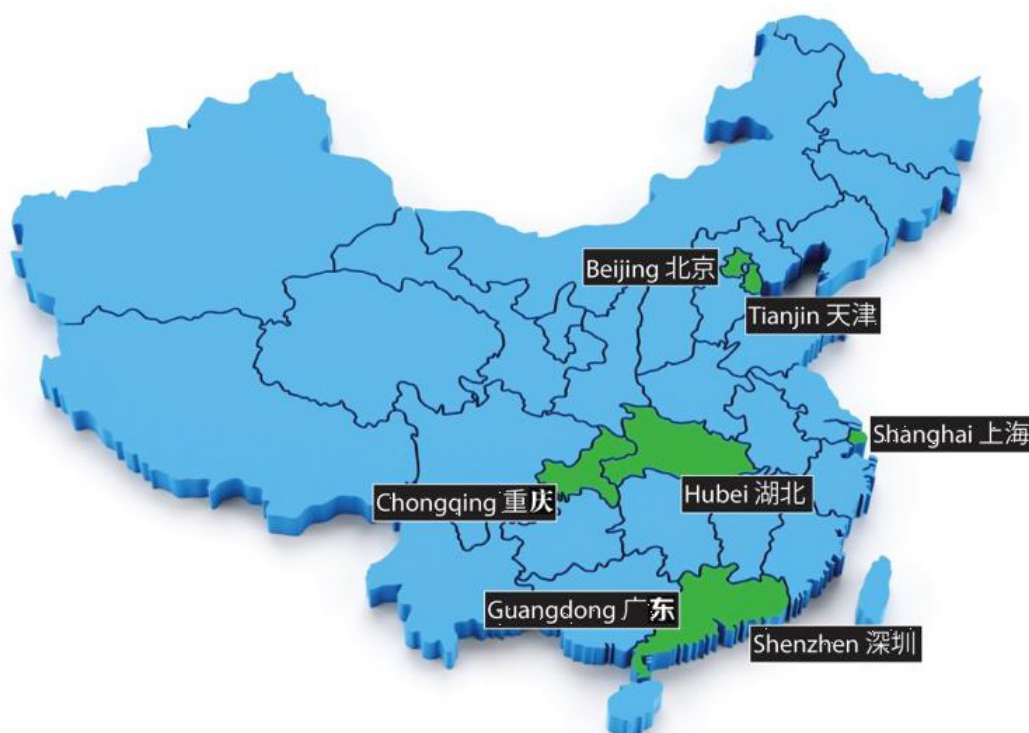 Beijing 北京
Tianjin 天津
Shanghai 上海
Chongqing 重庆
Hubei 湖北
Guangdong 广东
Shenzhen 深圳